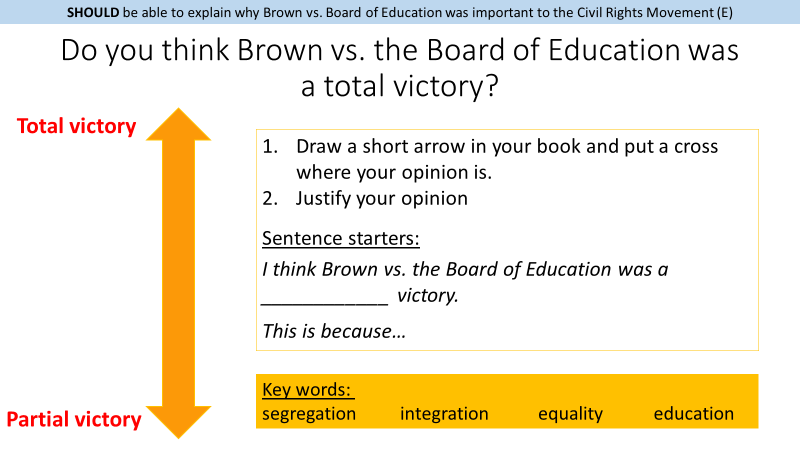 SHOULD be able to explain why Brown vs. Board of Education was important to the Civil Rights Movement (E)
Do you think Brown vs. the Board of Education was
a total victory?
Total victory
1. Draw a short arrow in your book and put a cross
where your opinion is.
2. Justify your opinion
Sentence starters:
I think Brown vs. the Board of Education was a
____________ victory.
This is because…
Partial victory
Key words:
segregation integration equality education